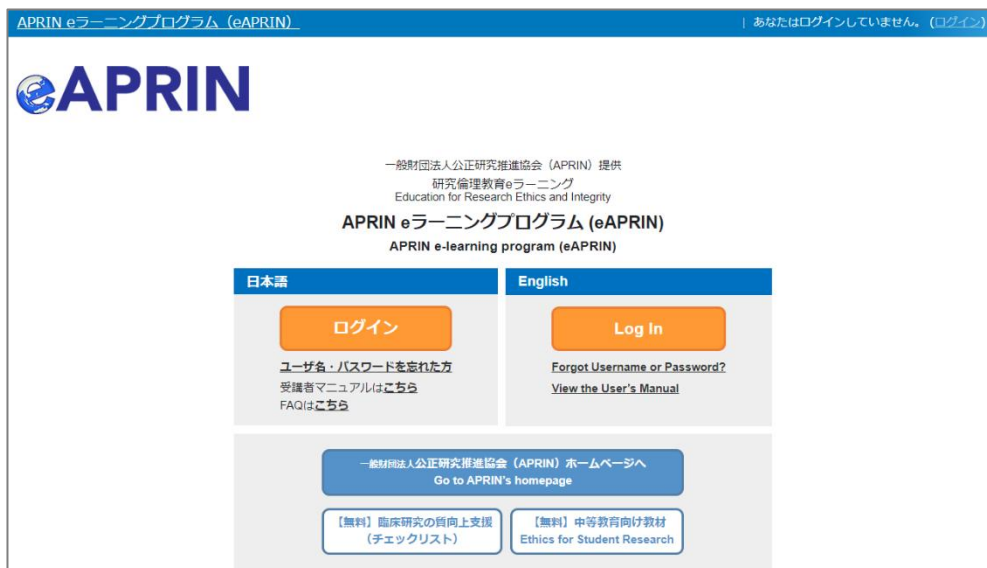 APRIN eラーニングプログラム（eAPRIN）
| あなたはログインしていません。(ログイン)
eAPRIN
一般財団法人公正研究推進協会（APRIN）提供
研究倫理教育eラーニング
Education for Research Ethics and Integrity
APRIN eラーニングプログラム (eAPRIN)
APRIN e-learning program (eAPRIN)
日本語
ログイン
ユーザ名・パスワードを忘れた方
受講者マニュアルはこちら
FAQはこちら
English
Log In
Forgot Username or Password?
View the User's Manual
一般財団法人公正研究推進協会（APRIN）ホームページへ
Go to APRIN's homepage
【無料】臨床研究の質向上支援
（チェックリスト）
【無料】中等教育向け教材
Ethics for Student Research